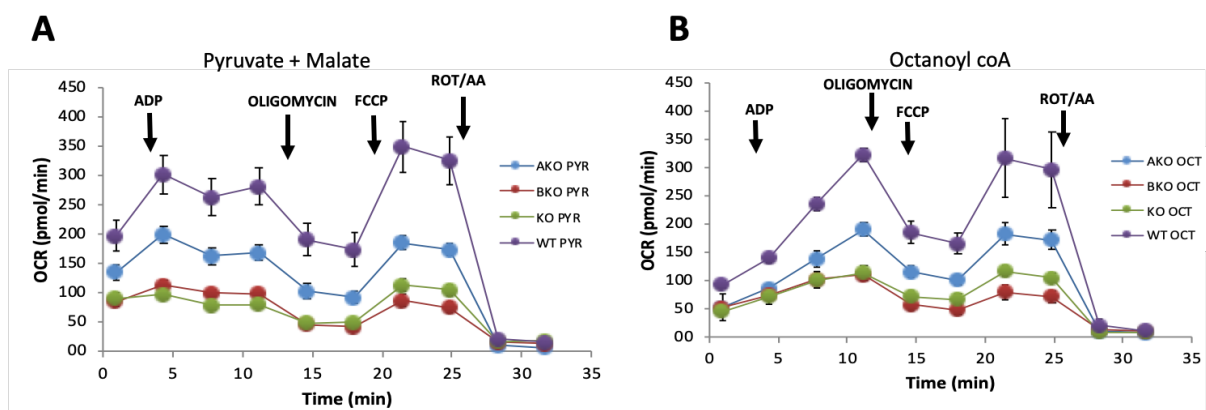 A
Pyruvate + Malate
ADP
OLIGOMYCIN
FCCP
ROT/AA
OCR (pmol/min)
450
400
350
300
250
200
150
100
50
00
0
5
10
15
20
25
30
35
Time (min)
AKO PYR
BKO PYR
KO PYR
WT PYR
B
Octanoyl coA
ADP
OLIGOMYCIN
FCCP
ROT/AA
OCR (pmol/min)
450
400
350
300
250
200
150
100
50
00
0
5
10
15
20
25
30
35
Time (min)
AKO OCT
BKO OCT
KO OCT
WT OCT